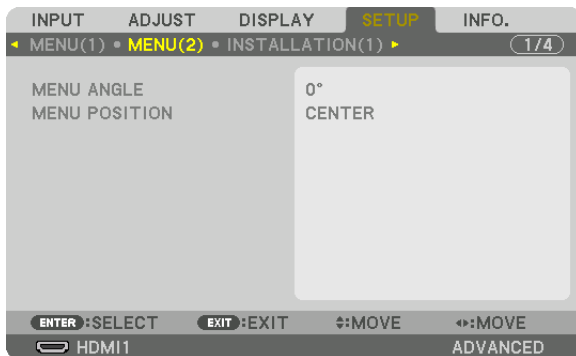 INPUT ADJUST DISPLAY SETUP INFO.
MENU(1) • MENU(2) • INSTALLATION(1) 1/4
MENU ANGLE 0°
MENU POSITION CENTER
ENTER :SELECT EXIT :EXIT :MOVE :MOVE
HDMI1 ADVANCED